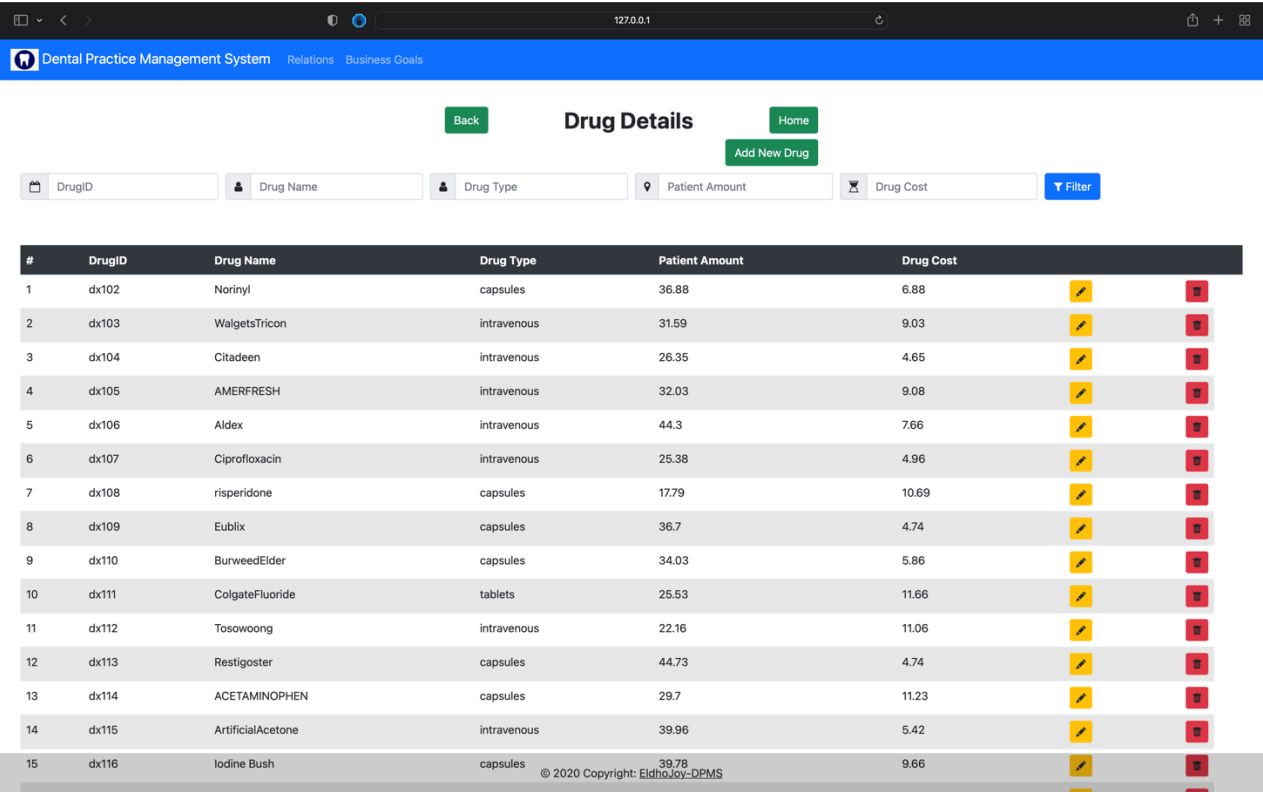 127.0.0.1
Dental Practice Management System Relations Business Goals
Back Drug Details Home
Add New Drug
DrugID Drug Name Drug Type Patient Amount Drug Cost Filter
# DrugID Drug Name Drug Type Patient Amount Drug Cost
1 dx102 Norinyl capsules 36.88 6.88
2 dx103 WalgetsTricon intravenous 31.59 9.03
3 dx104 Citadeen intravenous 26.35 4.65
4 dx105 AMERFRESH intravenous 32.03 9.08
5 dx106 Aldex intravenous 44.3 7.66
6 dx107 Ciprofloxacin intravenous 25.38 4.96
7 dx108 risperidone capsules 17.79 10.69
8 dx109 Eublix capsules 36.7 4.74
9 dx110 BurweedElder capsules 34.03 5.86
10 dx111 ColgateFluoride tablets 25.53 11.66
11 dx112 Tosowoong intravenous 22.16 11.06
12 dx113 Restigoster capsules 44.73 4.74
13 dx114 ACETAMINOPHEN capsules 29.7 11.23
14 dx115 ArtificialAcetone intravenous 39.96 5.42
15 dx116 Iodine Bush capsules 39.78 9.66
© 2020 Copyright: EldhoJoy-DPMS